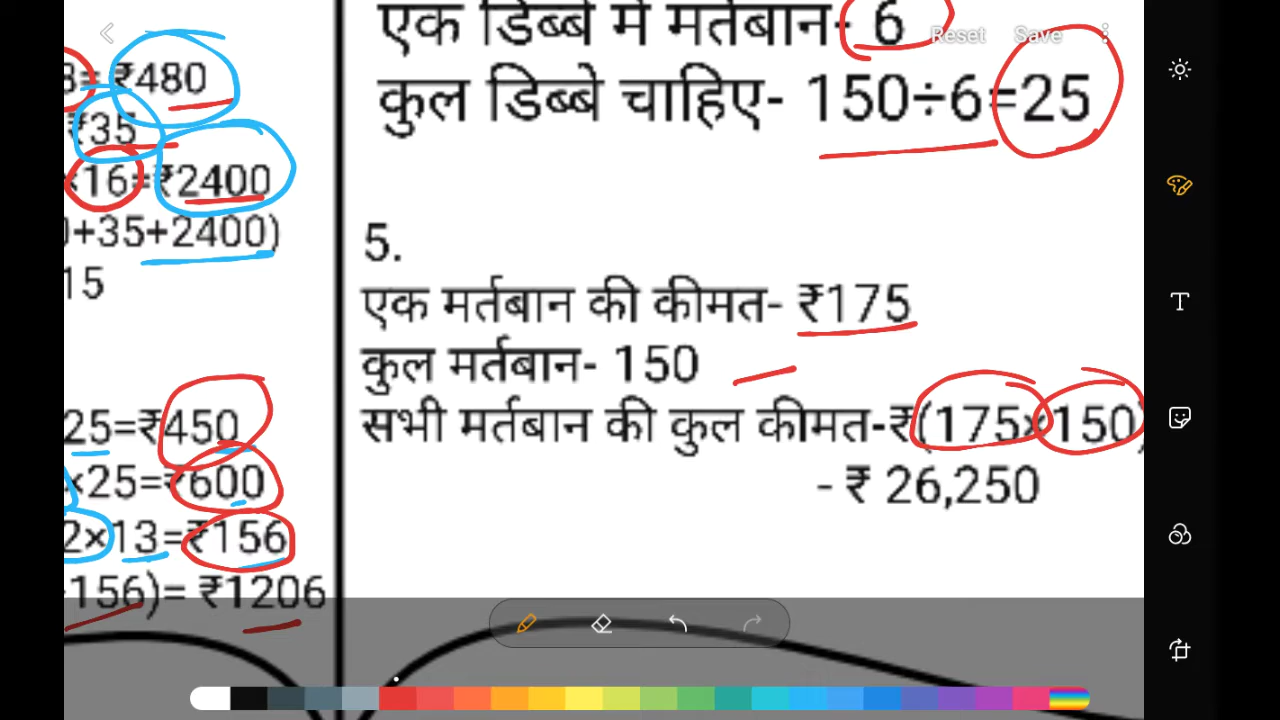 Reset Save
8= ₹480
₹35
×16=₹2400
0+35+2400)
15
25=₹450
×25=₹600
2×13=₹156
156)= ₹1206
एक डिब्बे में मर्तबान- 6
कुल डिब्बे चाहिए- 150÷6=25
5.
एक मर्तबान की कीमत- ₹175
कुल मर्तबान- 150
सभी मर्तबान की कुल कीमत-₹(175×150)
- ₹ 26,250